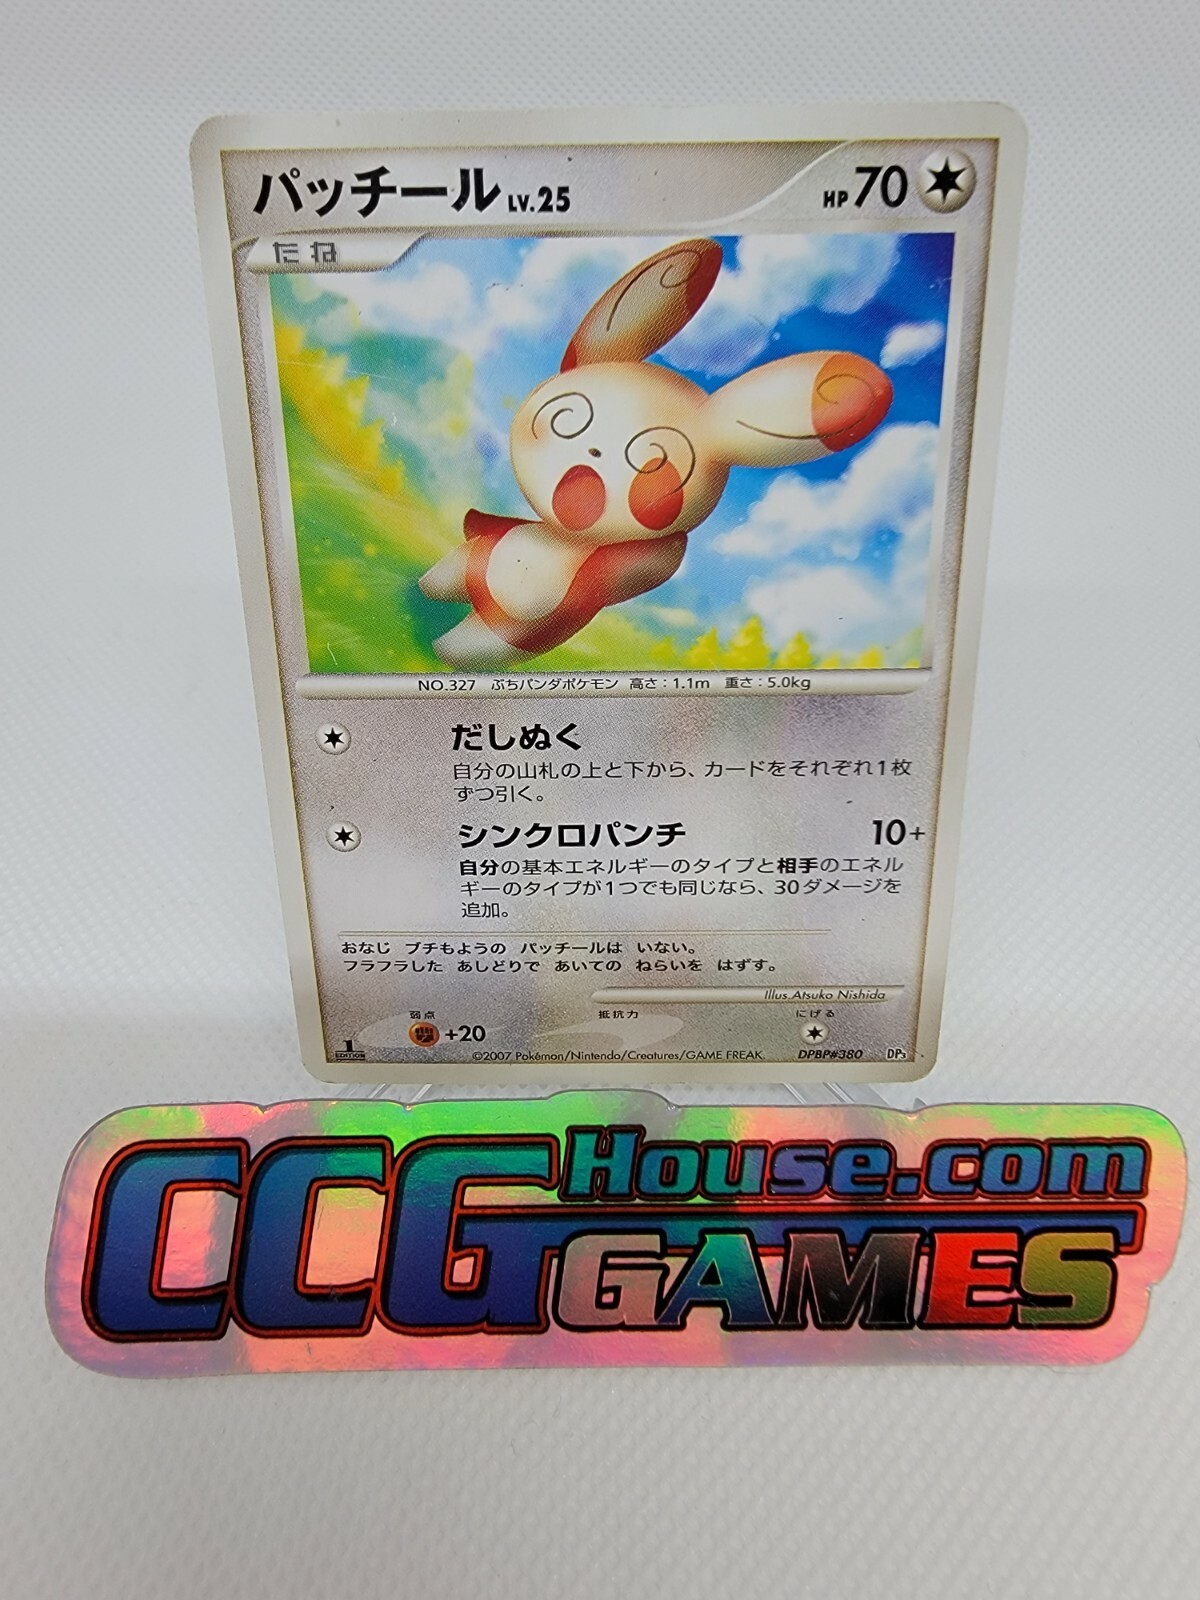 パッチール LV.25 HP 70
たね
NO.327 ぶちパンダポケモン 高さ：1.1m 重さ：5.0kg
だしぬく
自分の山札の上と下から、カードをそれぞれ1枚
ずつ引く。
シンクロパンチ 10+
自分の基本エネルギーのタイプと相手のエネル
ギーのタイプが1つでも同じなら、30ダメージを
追加。
おなじ ブチもようの パッチールは いない。
フラフラした あしどりで あいての ねらいを はずす。
Illus.Atsuko Nishida
弱点 抵抗力 にげる
+20
1 EDITION ©2007 Pokémon/Nintendo/Creatures/GAME FREAK. DPBP#380 DP3
CCG House.com
GAMES